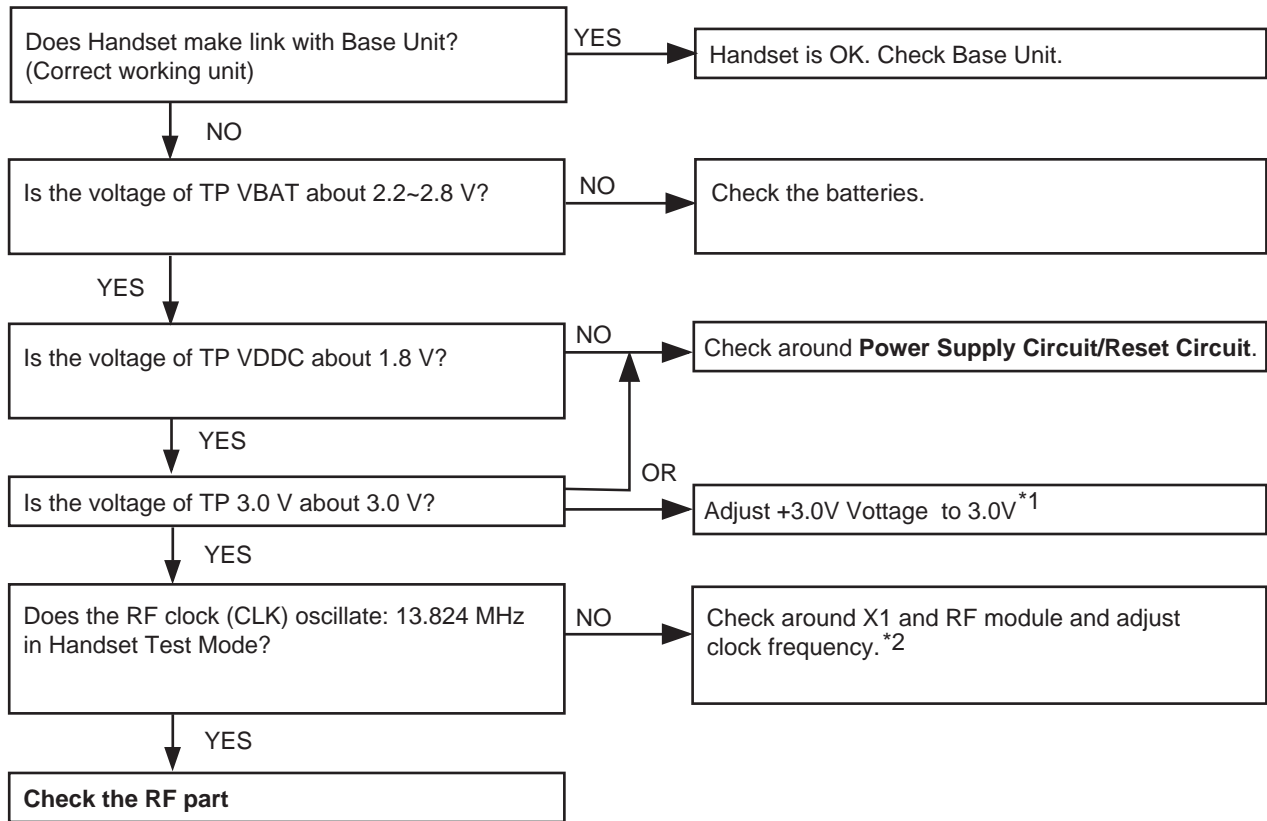 Does Handset make link with Base Unit?
(Correct working unit)
YES
Handset is OK. Check Base Unit.
NO
Is the voltage of TP VBAT about 2.2~2.8 V?
NO
Check the batteries.
YES
Is the voltage of TP VDDC about 1.8 V?
NO
Check around Power Supply Circuit/Reset Circuit.
YES
Is the voltage of TP 3.0 V about 3.0 V?
OR
Adjust +3.0V Vottage to 3.0V*1
YES
Does the RF clock (CLK) oscillate: 13.824 MHz
in Handset Test Mode?
NO
Check around X1 and RF module and adjust
clock frequency.*2
YES
Check the RF part